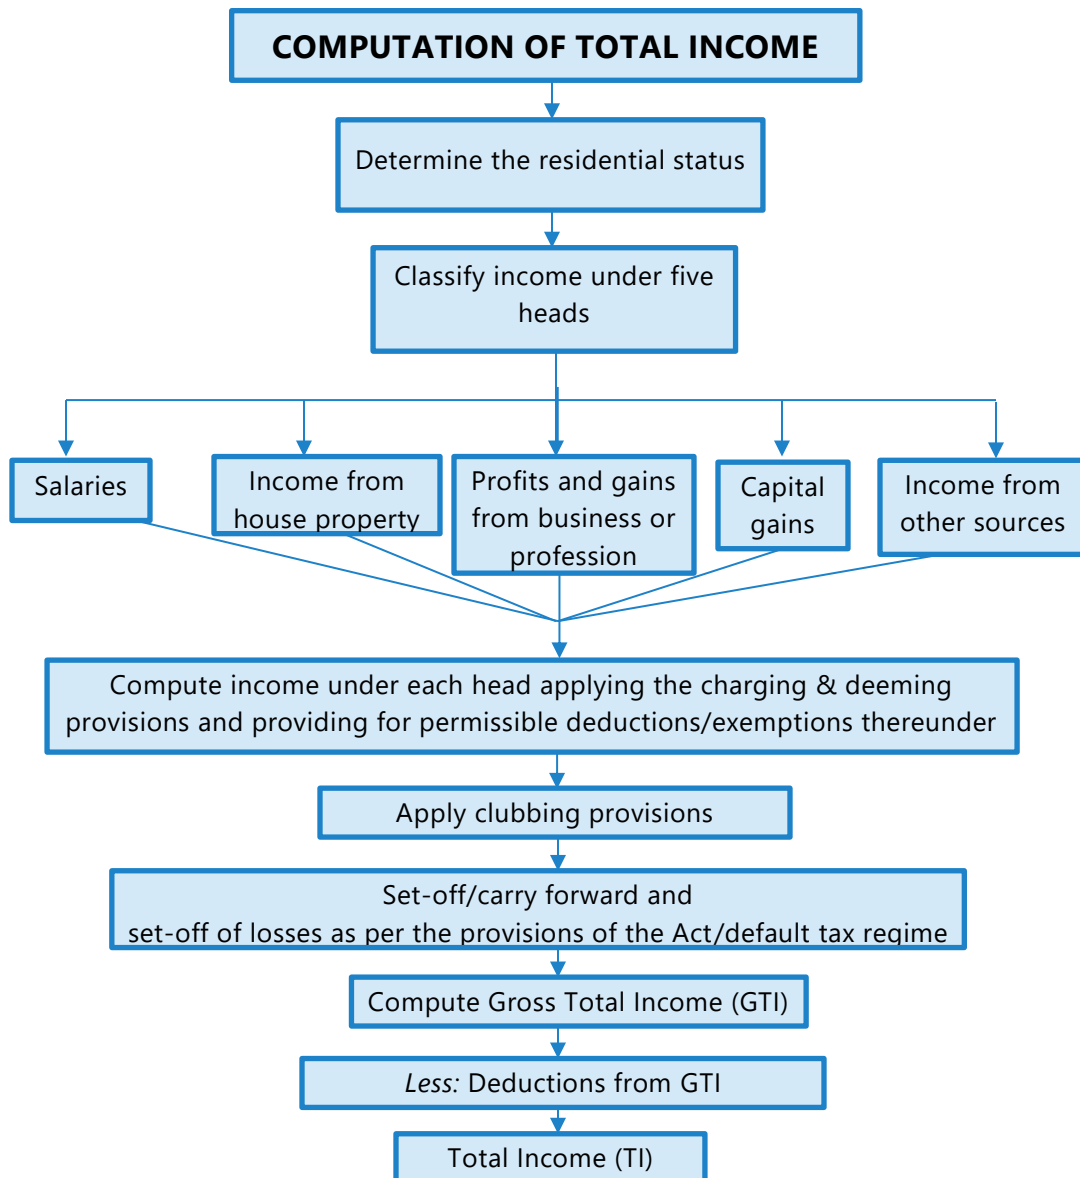 COMPUTATION OF TOTAL INCOME
Determine the residential status
Classify income under five
heads
Salaries
Income from
house property
Profits and gains
from business or
profession
Capital
gains
Income from
other sources
Compute income under each head applying the charging & deeming
provisions and providing for permissible deductions/exemptions thereunder
Apply clubbing provisions
Set-off/carry forward and
set-off of losses as per the provisions of the Act/default tax regime
Compute Gross Total Income (GTI)
Less: Deductions from GTI
Total Income (TI)